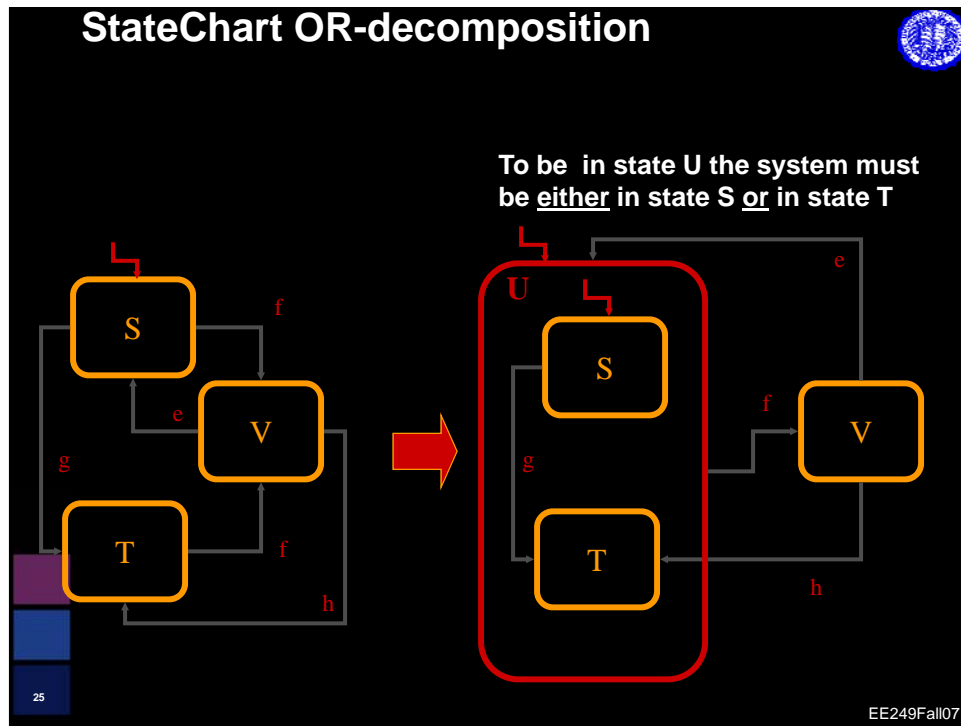 StateChart OR-decomposition
To be in state U the system must
be either in state S or in state T
S
f
e
V
g
T
f
h
U
e
S
f
V
g
T
h
25
EE249Fall07